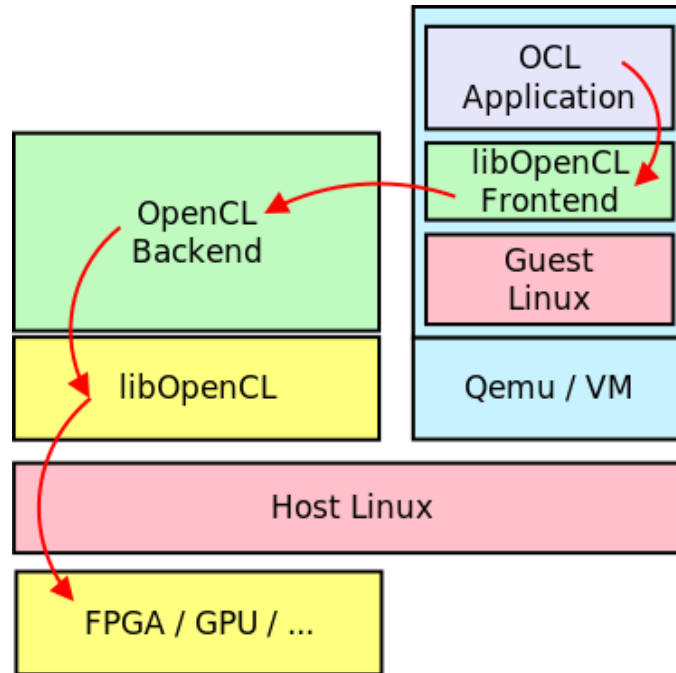 OCL
Application
libOpenCL
Frontend
OpenCL
Backend
Guest
Linux
libOpenCL
Qemu / VM
Host Linux
FPGA / GPU / ...